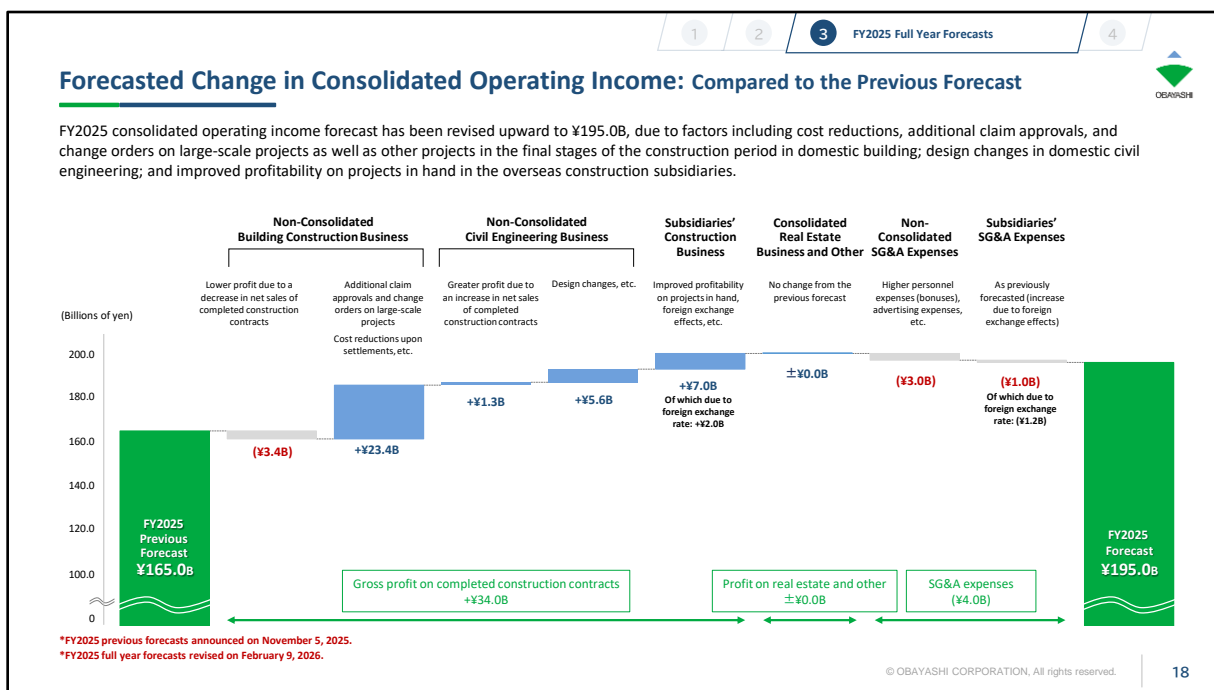 1
2
3
FY2025 Full Year Forecasts
4
OBAYASHI
Forecasted Change in Consolidated Operating Income: Compared to the Previous Forecast
FY2025 consolidated operating income forecast has been revised upward to ¥195.0B, due to factors including cost reductions, additional claim approvals, and
change orders on large-scale projects as well as other projects in the final stages of the construction period in domestic building; design changes in domestic civil
engineering; and improved profitability on projects in hand in the overseas construction subsidiaries.
Non-Consolidated
Building Construction Business
Non-Consolidated
Civil Engineering Business
Subsidiaries’
Construction
Business
Consolidated
Real Estate
Business and Other
Non-
Consolidated
SG&A Expenses
Subsidiaries’
SG&A Expenses
Lower profit due to a
decrease in net sales of
completed construction
contracts
Additional claim
approvals and change
orders on large-scale
projects
Cost reductions upon
settlements, etc.
Greater profit due to
an increase in net sales
of completed
construction contracts
Design changes, etc.
Improved profitability
on projects in hand,
foreign exchange
effects, etc.
No change from the
previous forecast
Higher personnel
expenses (bonuses),
advertising expenses,
etc.
As previously
forecasted (increase
due to foreign
exchange effects)
(Billions of yen)
200.0
180.0
160.0
140.0
120.0
100.0
0
FY2025
Previous
Forecast
¥165.0B
(¥3.4B)
+¥23.4B
+¥1.3B
+¥5.6B
+¥7.0B
Of which due to
foreign exchange
rate: +¥2.0B
±¥0.0B
(¥3.0B)
(¥1.0B)
Of which due to
foreign exchange
rate: (¥1.2B)
FY2025
Forecast
¥195.0B
Gross profit on completed construction contracts
+¥34.0B
Profit on real estate and other
±¥0.0B
SG&A expenses
(¥4.0B)
*FY2025 previous forecasts announced on November 5, 2025.
*FY2025 full year forecasts revised on February 9, 2026.
© OBAYASHI CORPORATION, All rights reserved.
18